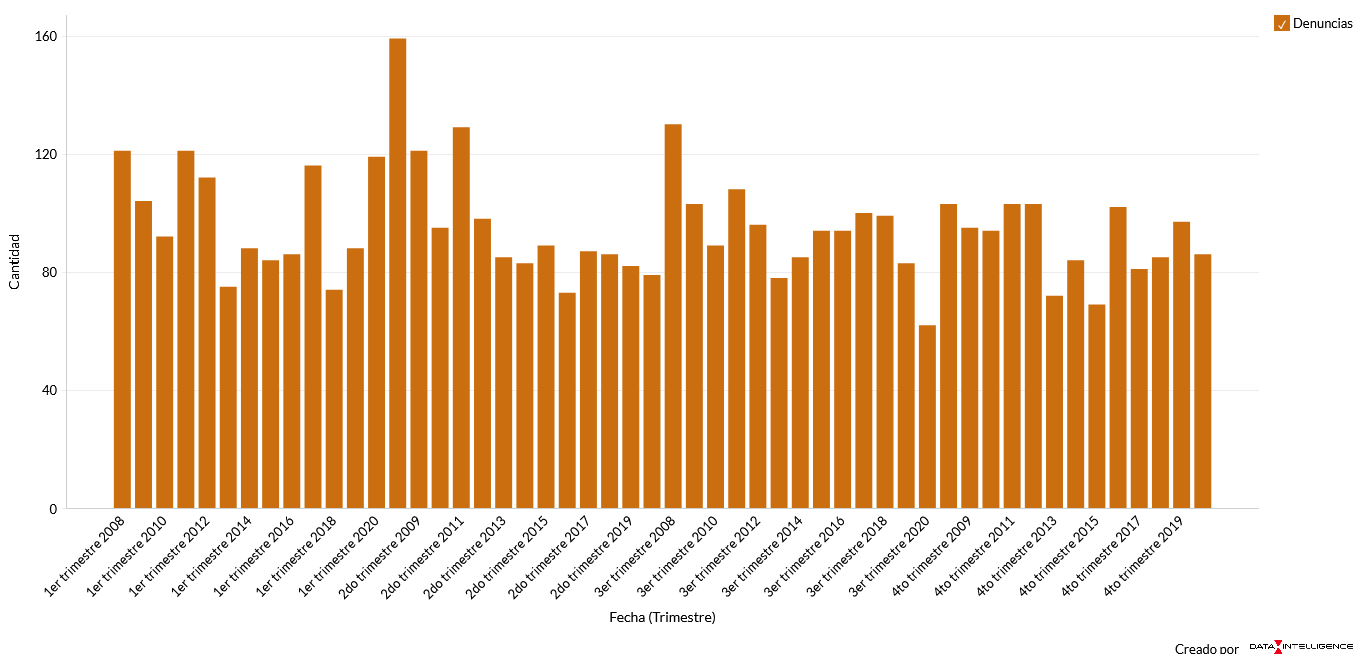 ✓ Denuncias
160
120
80
40
0
Cantidad
1er trimestre 2008
1er trimestre 2010
1er trimestre 2012
1er trimestre 2014
1er trimestre 2016
1er trimestre 2018
1er trimestre 2020
2do trimestre 2009
2do trimestre 2011
2do trimestre 2013
2do trimestre 2015
2do trimestre 2017
2do trimestre 2019
3er trimestre 2008
3er trimestre 2010
3er trimestre 2012
3er trimestre 2014
3er trimestre 2016
3er trimestre 2018
3er trimestre 2020
4to trimestre 2009
4to trimestre 2011
4to trimestre 2013
4to trimestre 2015
4to trimestre 2017
4to trimestre 2019
Fecha (Trimestre)
Creado por DATA INTELLIGENCE